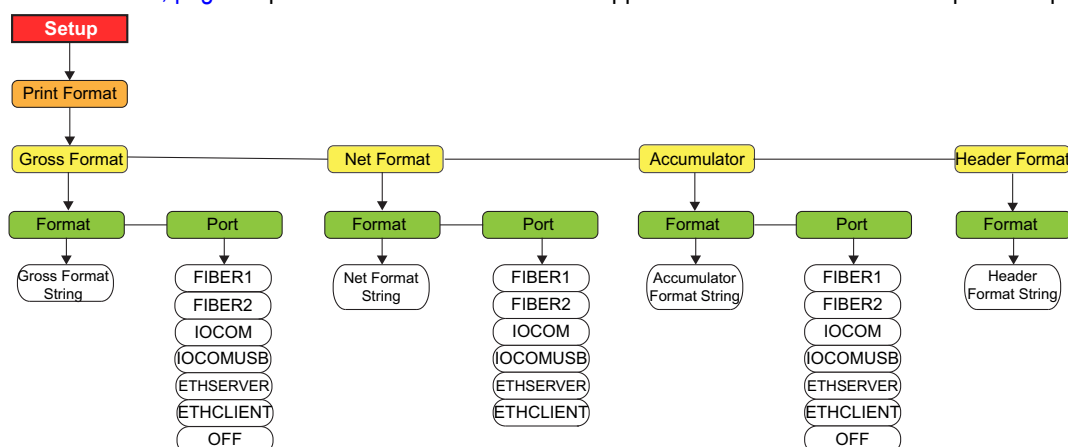 Setup
Print Format
Gross Format
Net Format
Accumulator
Header Format
Format
Port
Format
Port
Format
Port
Format
Gross Format
String
FIBER1
FIBER2
IOCOM
IOCOMUSB
ETHSERVER
ETHCLIENT
OFF
Net Format
String
FIBER1
FIBER2
IOCOM
IOCOMUSB
ETHSERVER
ETHCLIENT
Accumulator
Format String
FIBER1
FIBER2
IOCOM
IOCOMUSB
ETHSERVER
ETHCLIENT
OFF
Header
Format String